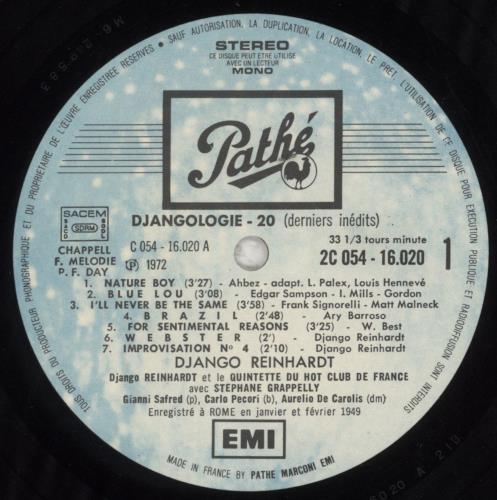 SAUF AUTORISATION, LA DUPLICATION, LA LOCATION, LE PRÊT, L'UTILISATION DE CE DISQUE POUR EXÉCUTION PUBLIQUE ET RADIODIFFUSION SONT INTERDITS
TOUS DROITS DU PRODUCTEUR PHONOGRAPHIQUE ET DU PROPRIETAIRE DE L'ŒUVRE ENREGISTREE RESERVES •
STEREO
CE DISQUE PEUT ETRE UTILISE
AVEC UN LECTEUR
MONO
Pathé
DJANGOLOGIE - 20 (derniers inédits)
SACEM
SACD SDRM SGDL
CHAPPELL
F. MELODIE
P. F. DAY
C 054 - 16.020 A
Ⓟ 1972
33 1/3 tours minute
2C 054 - 16.020
1
1. NATURE BOY (3'27) - Ahbez - adapt. L. Palex, Louis Hennevé
2. BLUE LOU (3'08) - Edgar Sampson - I. Mills - Gordon
3. I'LL NEVER BE THE SAME (3'58) - Frank Signorelli - Matt Malneck
4. BRAZIL (2'48) - Ary Barroso
5. FOR SENTIMENTAL REASONS (3'25) - W. Best
6. WEBSTER (2') - Django Reinhardt
7. IMPROVISATION N° 4 (2'10) - Django Reinhardt
DJANGO REINHARDT
Django REINHARDT et le QUINTETTE DU HOT CLUB DE FRANCE
avec STEPHANE GRAPPELLY
Gianni Safred (p), Carlo Pecori (b), Aurelio De Carolis (dm)
Enregistré à ROME en janvier et février 1949
EMI
MADE IN FRANCE BY PATHE MARCONI EMI